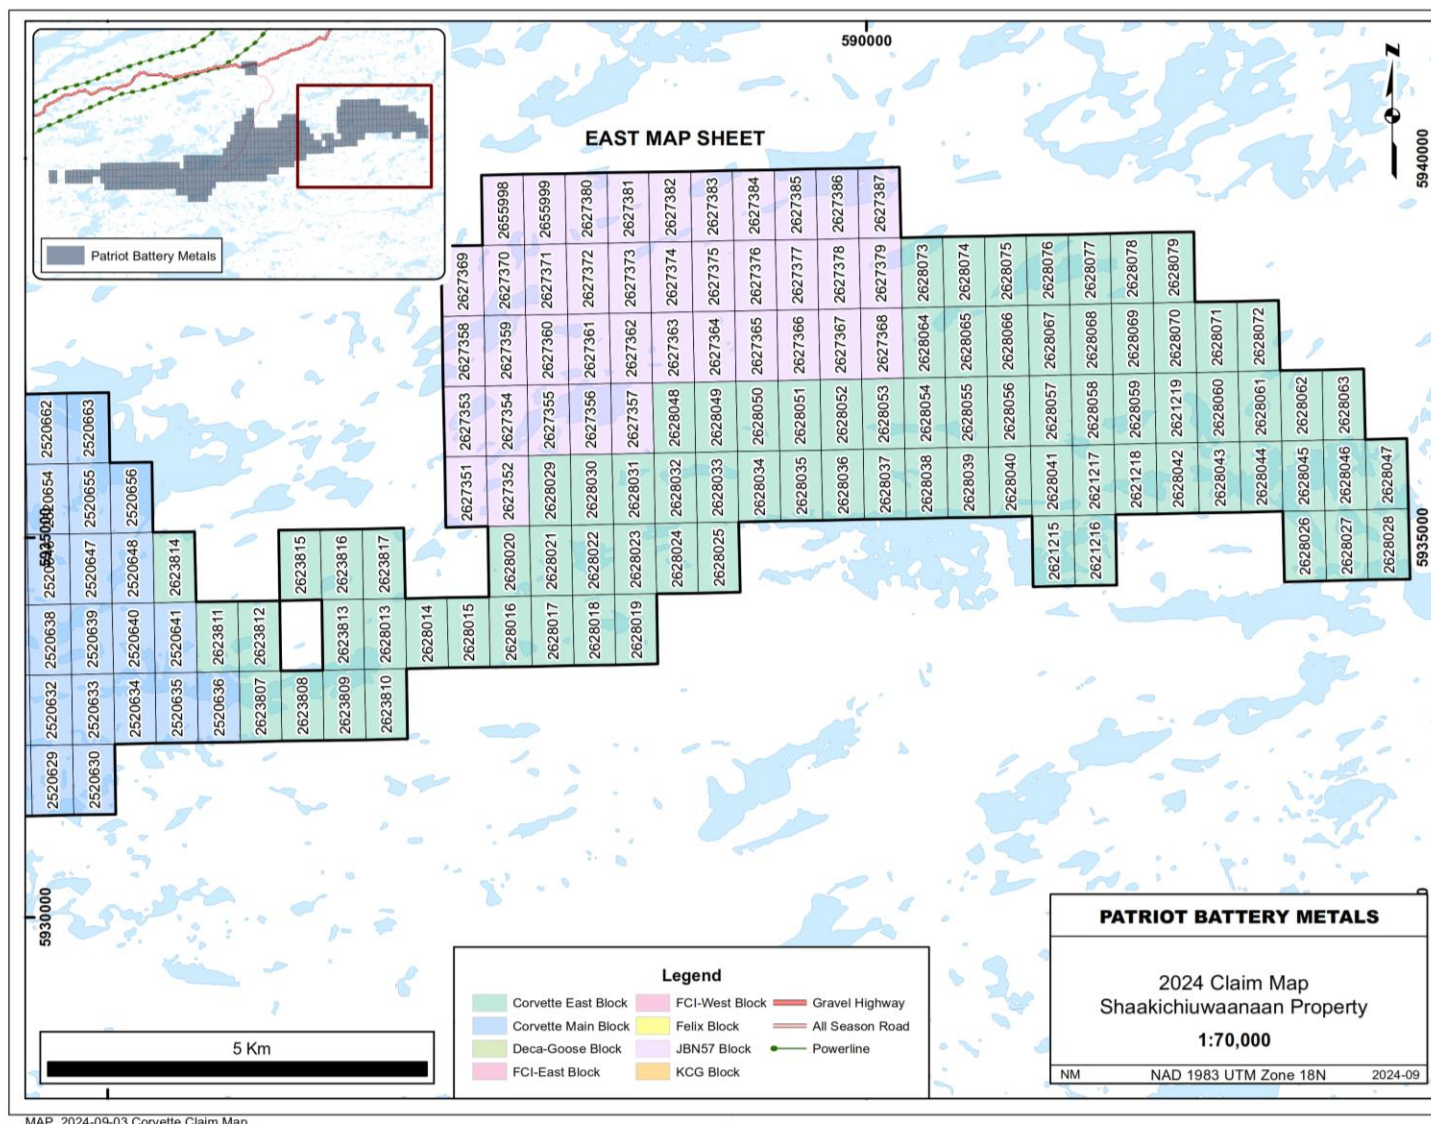 590000
EAST MAP SHEET
5940000
Patriot Battery Metals
2655998 2655999 2627380 2627381 2627382 2627383 2627384 2627385 2627386 2627387
2627369 2627370 2627371 2627372 2627373 2627374 2627375 2627376 2627377 2627378 2627379 2628073 2628074 2628075 2628076 2628077 2628078 2628079
2627358 2627359 2627360 2627361 2627362 2627363 2627364 2627365 2627366 2627367 2627368 2628064 2628065 2628066 2628067 2628068 2628069 2628070 2628071 2628072
2520662 2520663 2627353 2627354 2627355 2627356 2627357 2628048 2628049 2628050 2628051 2628052 2628053 2628054 2628055 2628056 2628057 2628058 2628059 2621219 2628060 2628061 2628062 2628063
2520654 2520655 2520656 2627351 2627352 2628029 2628030 2628031 2628032 2628033 2628034 2628035 2628036 2628037 2628038 2628039 2628040 2628041 2621217 2621218 2628042 2628043 2628044 2628045 2628046 2628047
5935000 2520647 2520648 2623814 2623815 2623816 2623817 2628020 2628021 2628022 2628023 2628024 2628025 2621215 2621216 2628026 2628027 2628028 5935000
2520638 2520639 2520640 2520641 2623811 2623812 2623813 2628013 2628014 2628015 2628016 2628017 2628018 2628019
2520632 2520633 2520634 2520635 2520636 2623807 2623808 2623809 2623810
2520629 2520630
5930000
5 Km
Legend
Corvette East Block
Corvette Main Block
Deca-Goose Block
FCI-East Block
FCI-West Block
Felix Block
JBN57 Block
KCG Block
Gravel Highway
All Season Road
Powerline
PATRIOT BATTERY METALS
2024 Claim Map
Shaakichiuwaanaan Property
1:70,000
NM NAD 1983 UTM Zone 18N 2024-09
MAP_2024-09-03 Corvette Claim Map